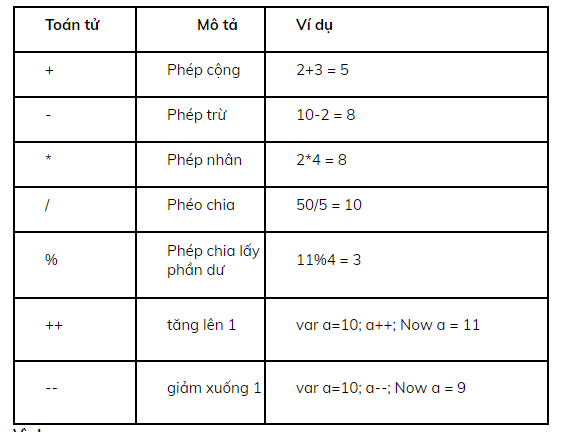 Toán tử Mô tả Ví dụ
+ Phép cộng 2+3 = 5
- Phép trừ 10-2 = 8
* Phép nhân 2*4 = 8
/ Phéo chia 50/5 = 10
% Phép chia lấy phần dư 11%4 = 3
++ tăng lên 1 var a=10; a++; Now a = 11
-- giảm xuống 1 var a=10; a--; Now a = 9